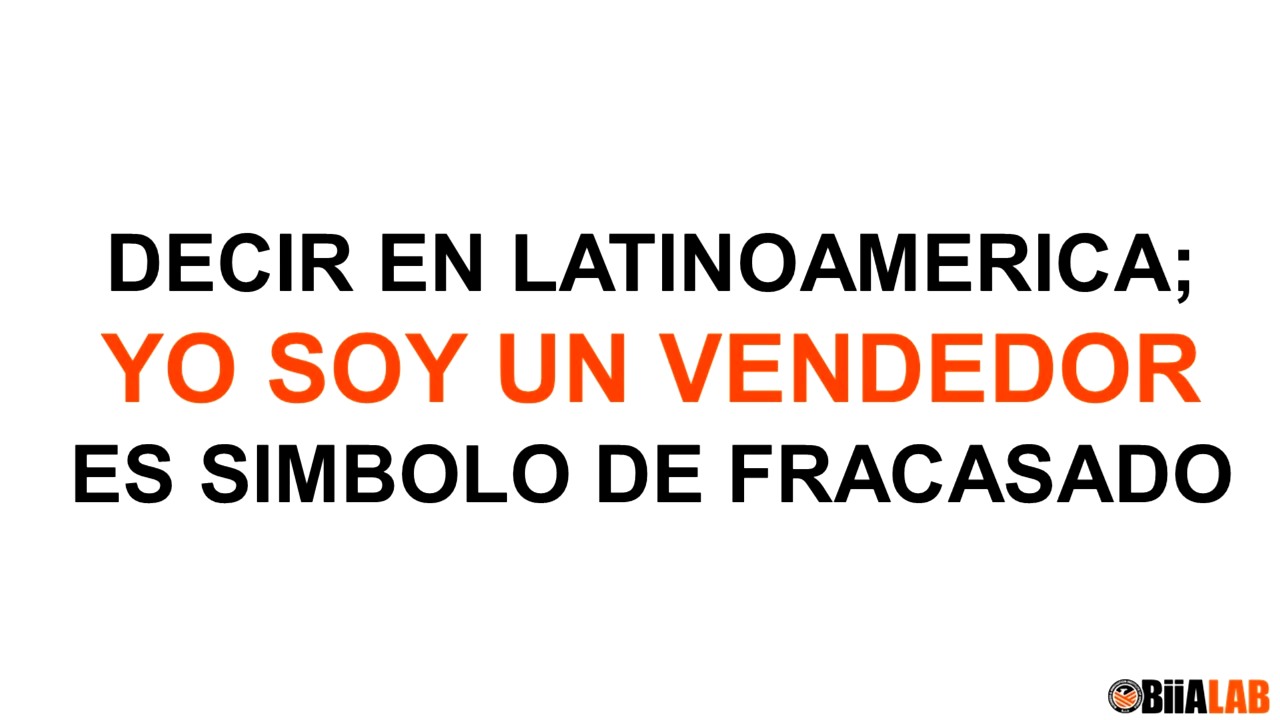 DECIR EN LATINOAMERICA;
YO SOY UN VENDEDOR
ES SIMBOLO DE FRACASADO
BiiALAB